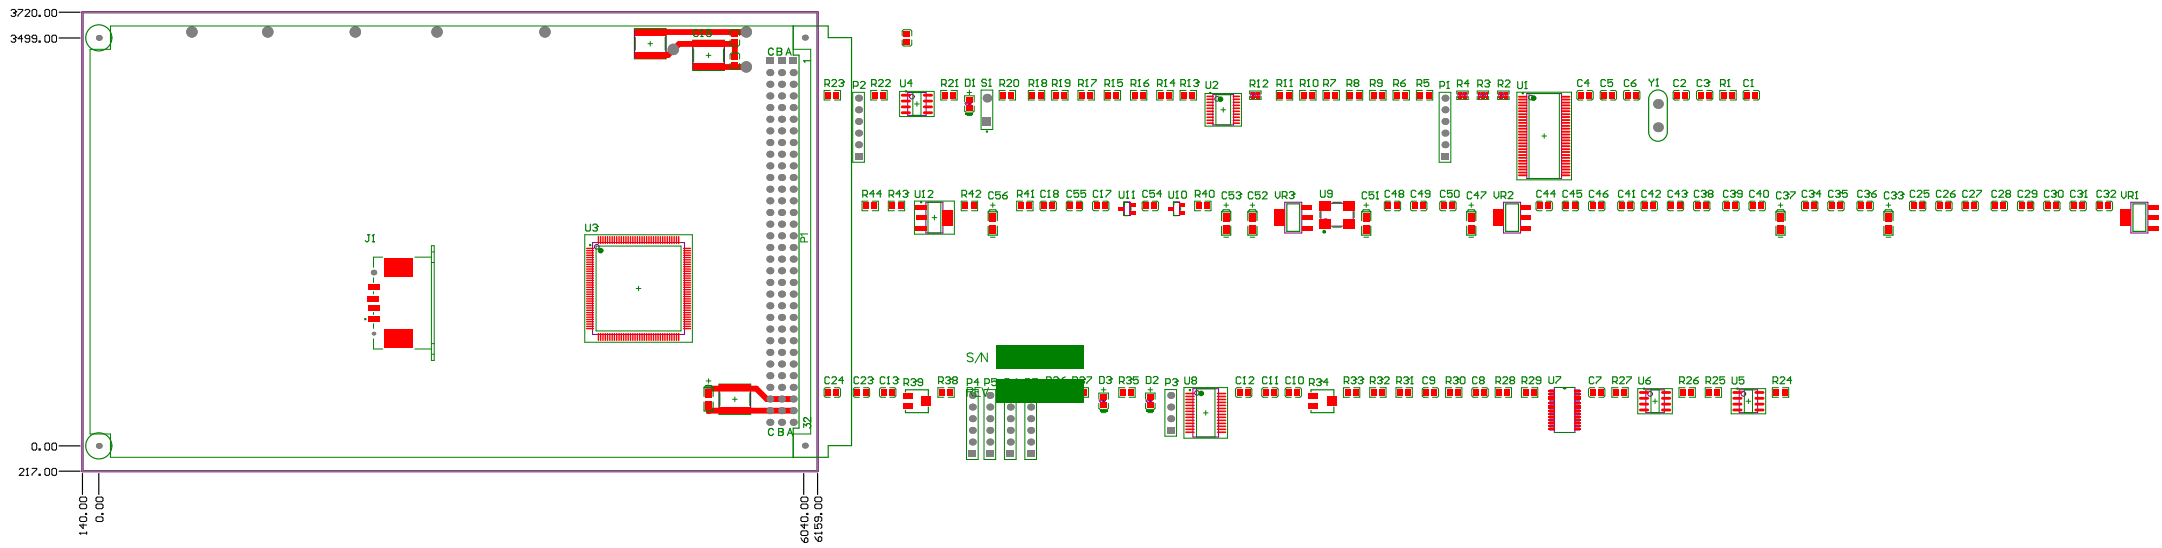 3720.00
3499.00
C B A
1
R23 P2 R22 U4 R21 D1 S1 R20 R18 R19 R17 R15 R16 R14 R13 U2 R12 R11 R10 R7 R8 R9 R6 R5 P1 R4 R3 R2 U1 C4 C5 C6 Y1 C2 C3 R1 C1
R44 R43 U12 R42 C56 R41 C18 C55 C17 U11 C54 U10 R40 C53 C52 VR3 U9 C51 C48 C49 C50 C47 VR2 C44 C45 C46 C41 C42 C43 C38 C39 C40 C37 C34 C35 C36 C33 C25 C26 C27 C28 C29 C30 C31 C32 VR1
J1 U3 P1
S/N
C24 C23 C13 R39 R38 P4 P5 R35 D3 D2 P3 U8 C12 C11 C10 R34 R33 R32 R31 C9 R30 C8 R28 R29 U7 C7 R27 U6 R26 R25 U5 R24
REV
32
C B A
0.00
217.00
140.00
0.00
6040.00
6159.00